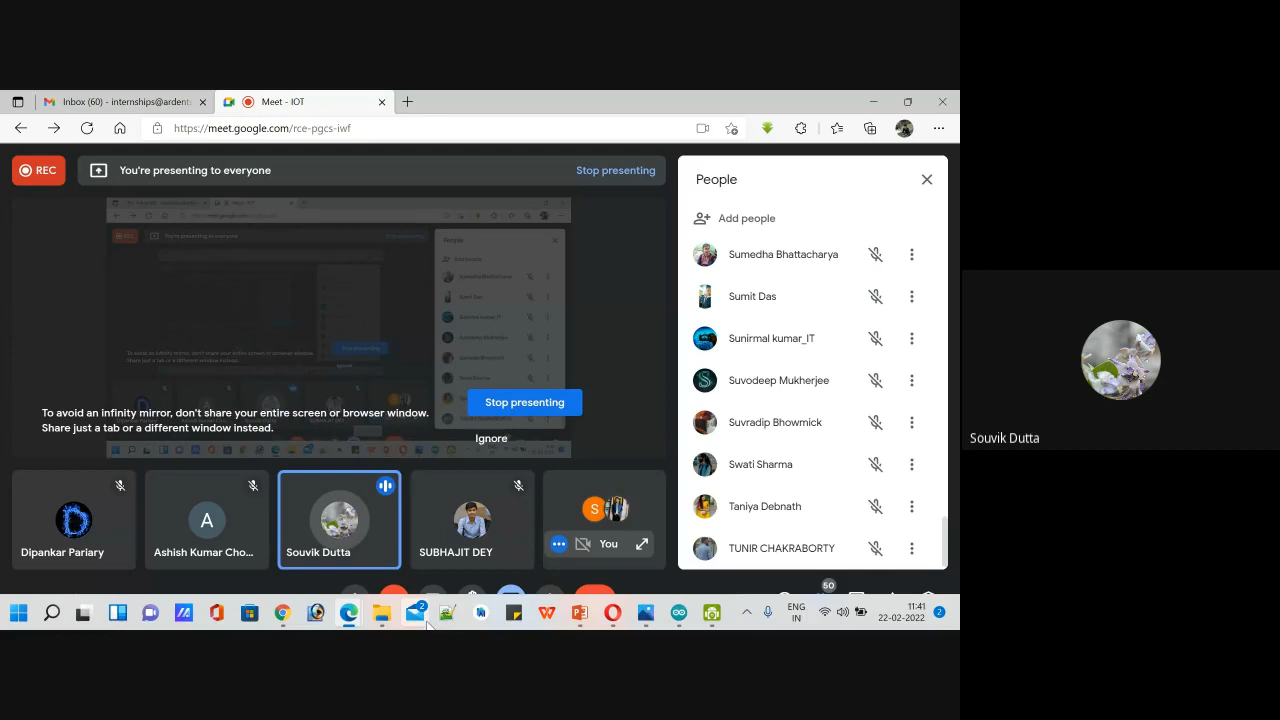 Inbox (60) - internships@ardent
Meet - IOT
https://meet.google.com/rce-pgcs-iwf
REC
You're presenting to everyone
Stop presenting
People
Add people
Sumedha Bhattacharya
Sumit Das
Sunirmal kumar_IT
Suvodeep Mukherjee
Suvradip Bhowmick
Swati Sharma
Taniya Debnath
TUNIR CHAKRABORTY
To avoid an infinity mirror, don't share your entire screen or browser window.
Share just a tab or a different window instead.
Stop presenting
Ignore
Dipankar Pariary
A
Ashish Kumar Cho...
Souvik Dutta
SUBHAJIT DEY
S
You
50
2
ENG
IN
11:41
22-02-2022
2
Souvik Dutta